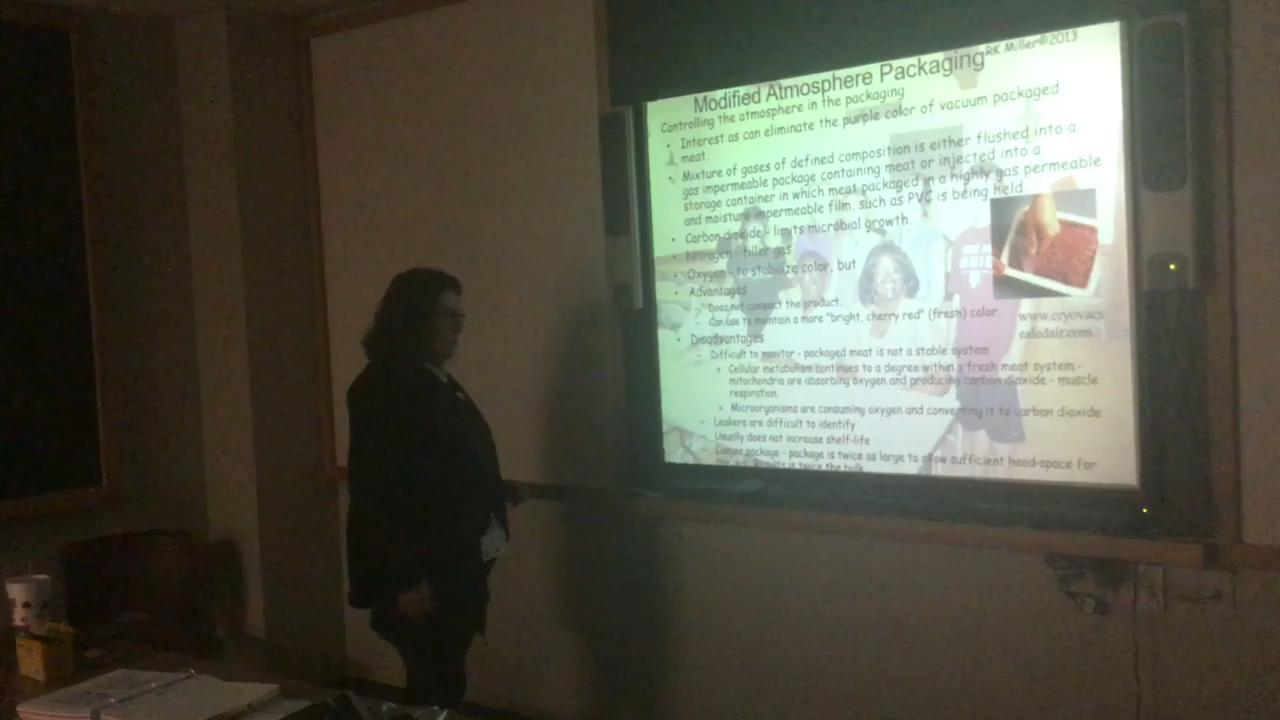 RK Miller©2013
Modified Atmosphere Packaging
Controlling the atmosphere in the packaging
• Interest as can eliminate the purple color of vacuum packaged
meat.
• Mixture of gases of defined composition is either flushed into a
gas impermeable package containing meat or injected into a
storage container in which meat packaged in a highly gas permeable
and moisture impermeable film, such as PVC is being held.
• Carbon dioxide - limits microbial growth.
• Nitrogen - filler gas
• Oxygen - to stabilize color, but
• Advantages
– Does not compact the product.
– Can use to maintain a more "bright, cherry red" (fresh) color.
www.cryovacs
ealedair.com
• Disadvantages
– Difficult to monitor - packaged meat is not a stable system
» Cellular metabolism continues to a degree within a fresh meat system -
mitochondria are absorbing oxygen and producing carbon dioxide - muscle
respiration.
» Microorganisms are consuming oxygen and converting it to carbon dioxide
– Leakers are difficult to identify
– Usually does not increase shelf-life
– Larger package - package is twice as large to allow sufficient head-space for
is twice the bulk